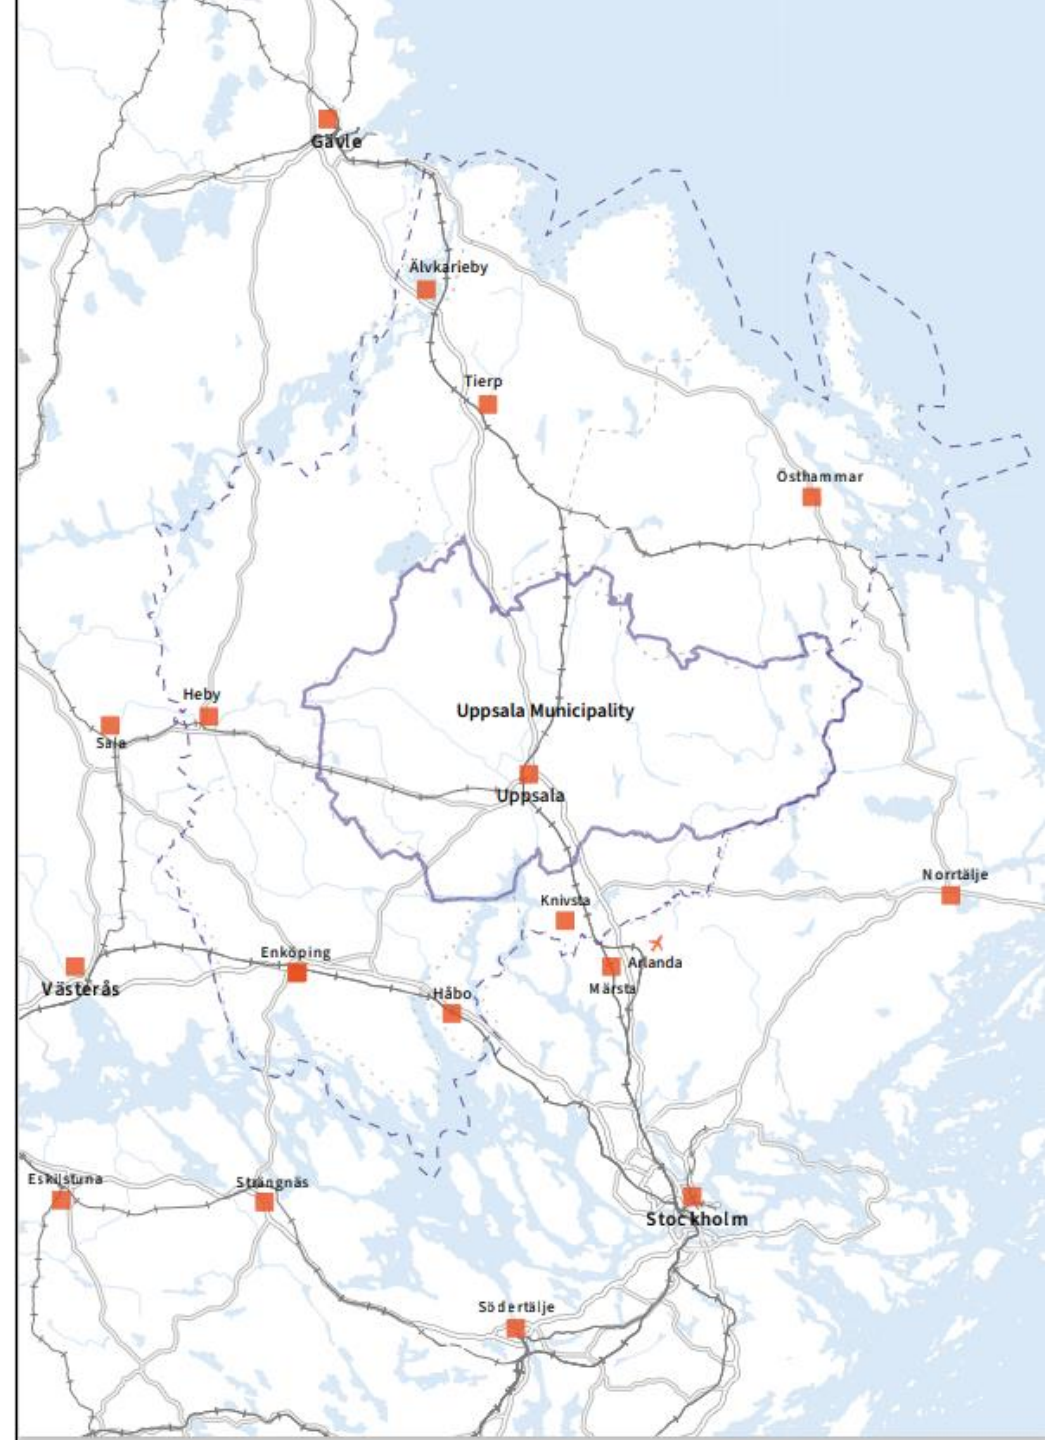 Gävle
Älvkarieby
Tierp
Östhammar
Heby
Sala
Uppsala Municipality
Uppsala
Norrtälje
Knivsta
Enköping
Arlanda
Västerås
Märsta
Håbo
Eskilstuna
Strängnäs
Stockholm
Södertälje